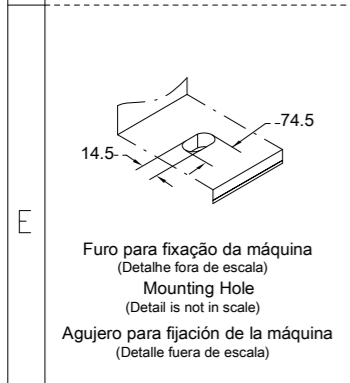 74.5
14.5
E
Furo para fixação da máquina
(Detalhe fora de escala)
Mounting Hole
(Detail is not in scale)
Agujero para fijación de la máquina
(Detalle fuera de escala)